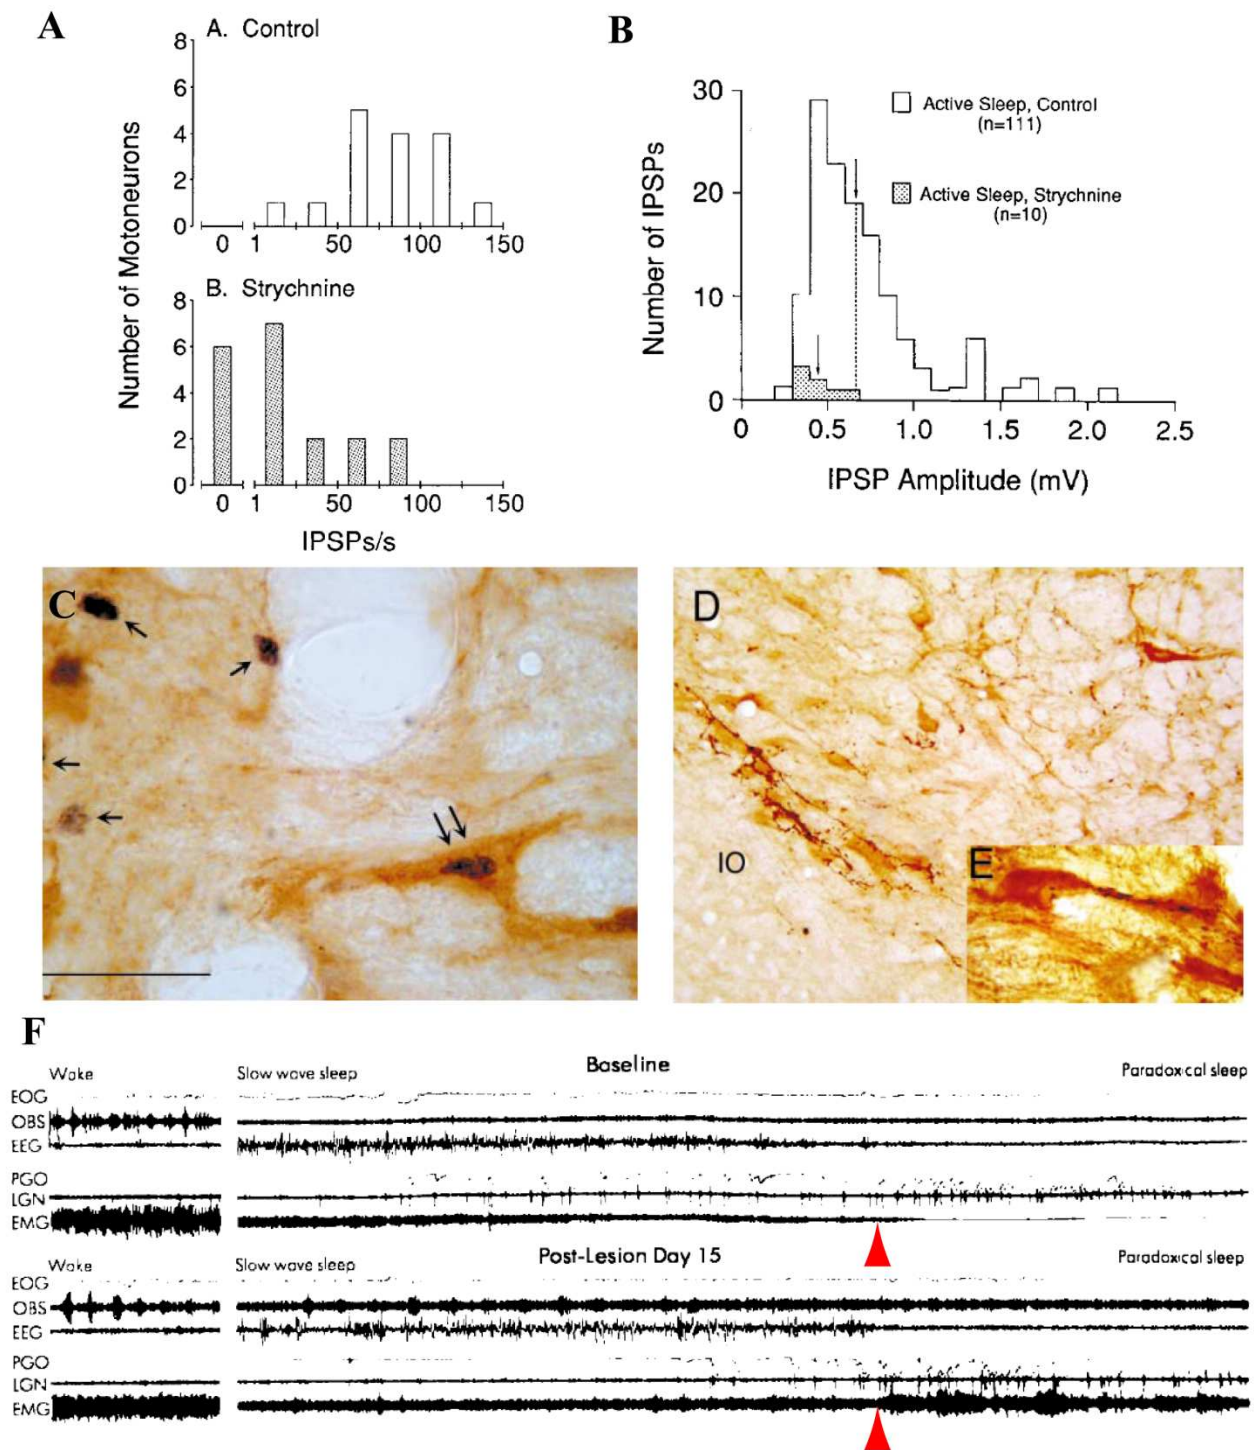 A
A. Control
8
6
4
2
0
0 1 50 100 150
B. Strychnine
8
6
4
2
0
0 1 50 100 150
Number of Motoneurons
IPSPs/s
B
30
20
10
0
0 0.5 1.0 1.5 2.0 2.5
Number of IPSPs
IPSP Amplitude (mV)
Active Sleep, Control
(n=111)
Active Sleep, Strychnine
(n=10)
C
D
IO
E
F
Baseline
Wake Slow wave sleep Paradoxical sleep
EOG
OBS
EEG
PGO
LGN
EMG
Post-Lesion Day 15
Wake Slow wave sleep Paradoxical sleep
EOG
OBS
EEG
PGO
LGN
EMG